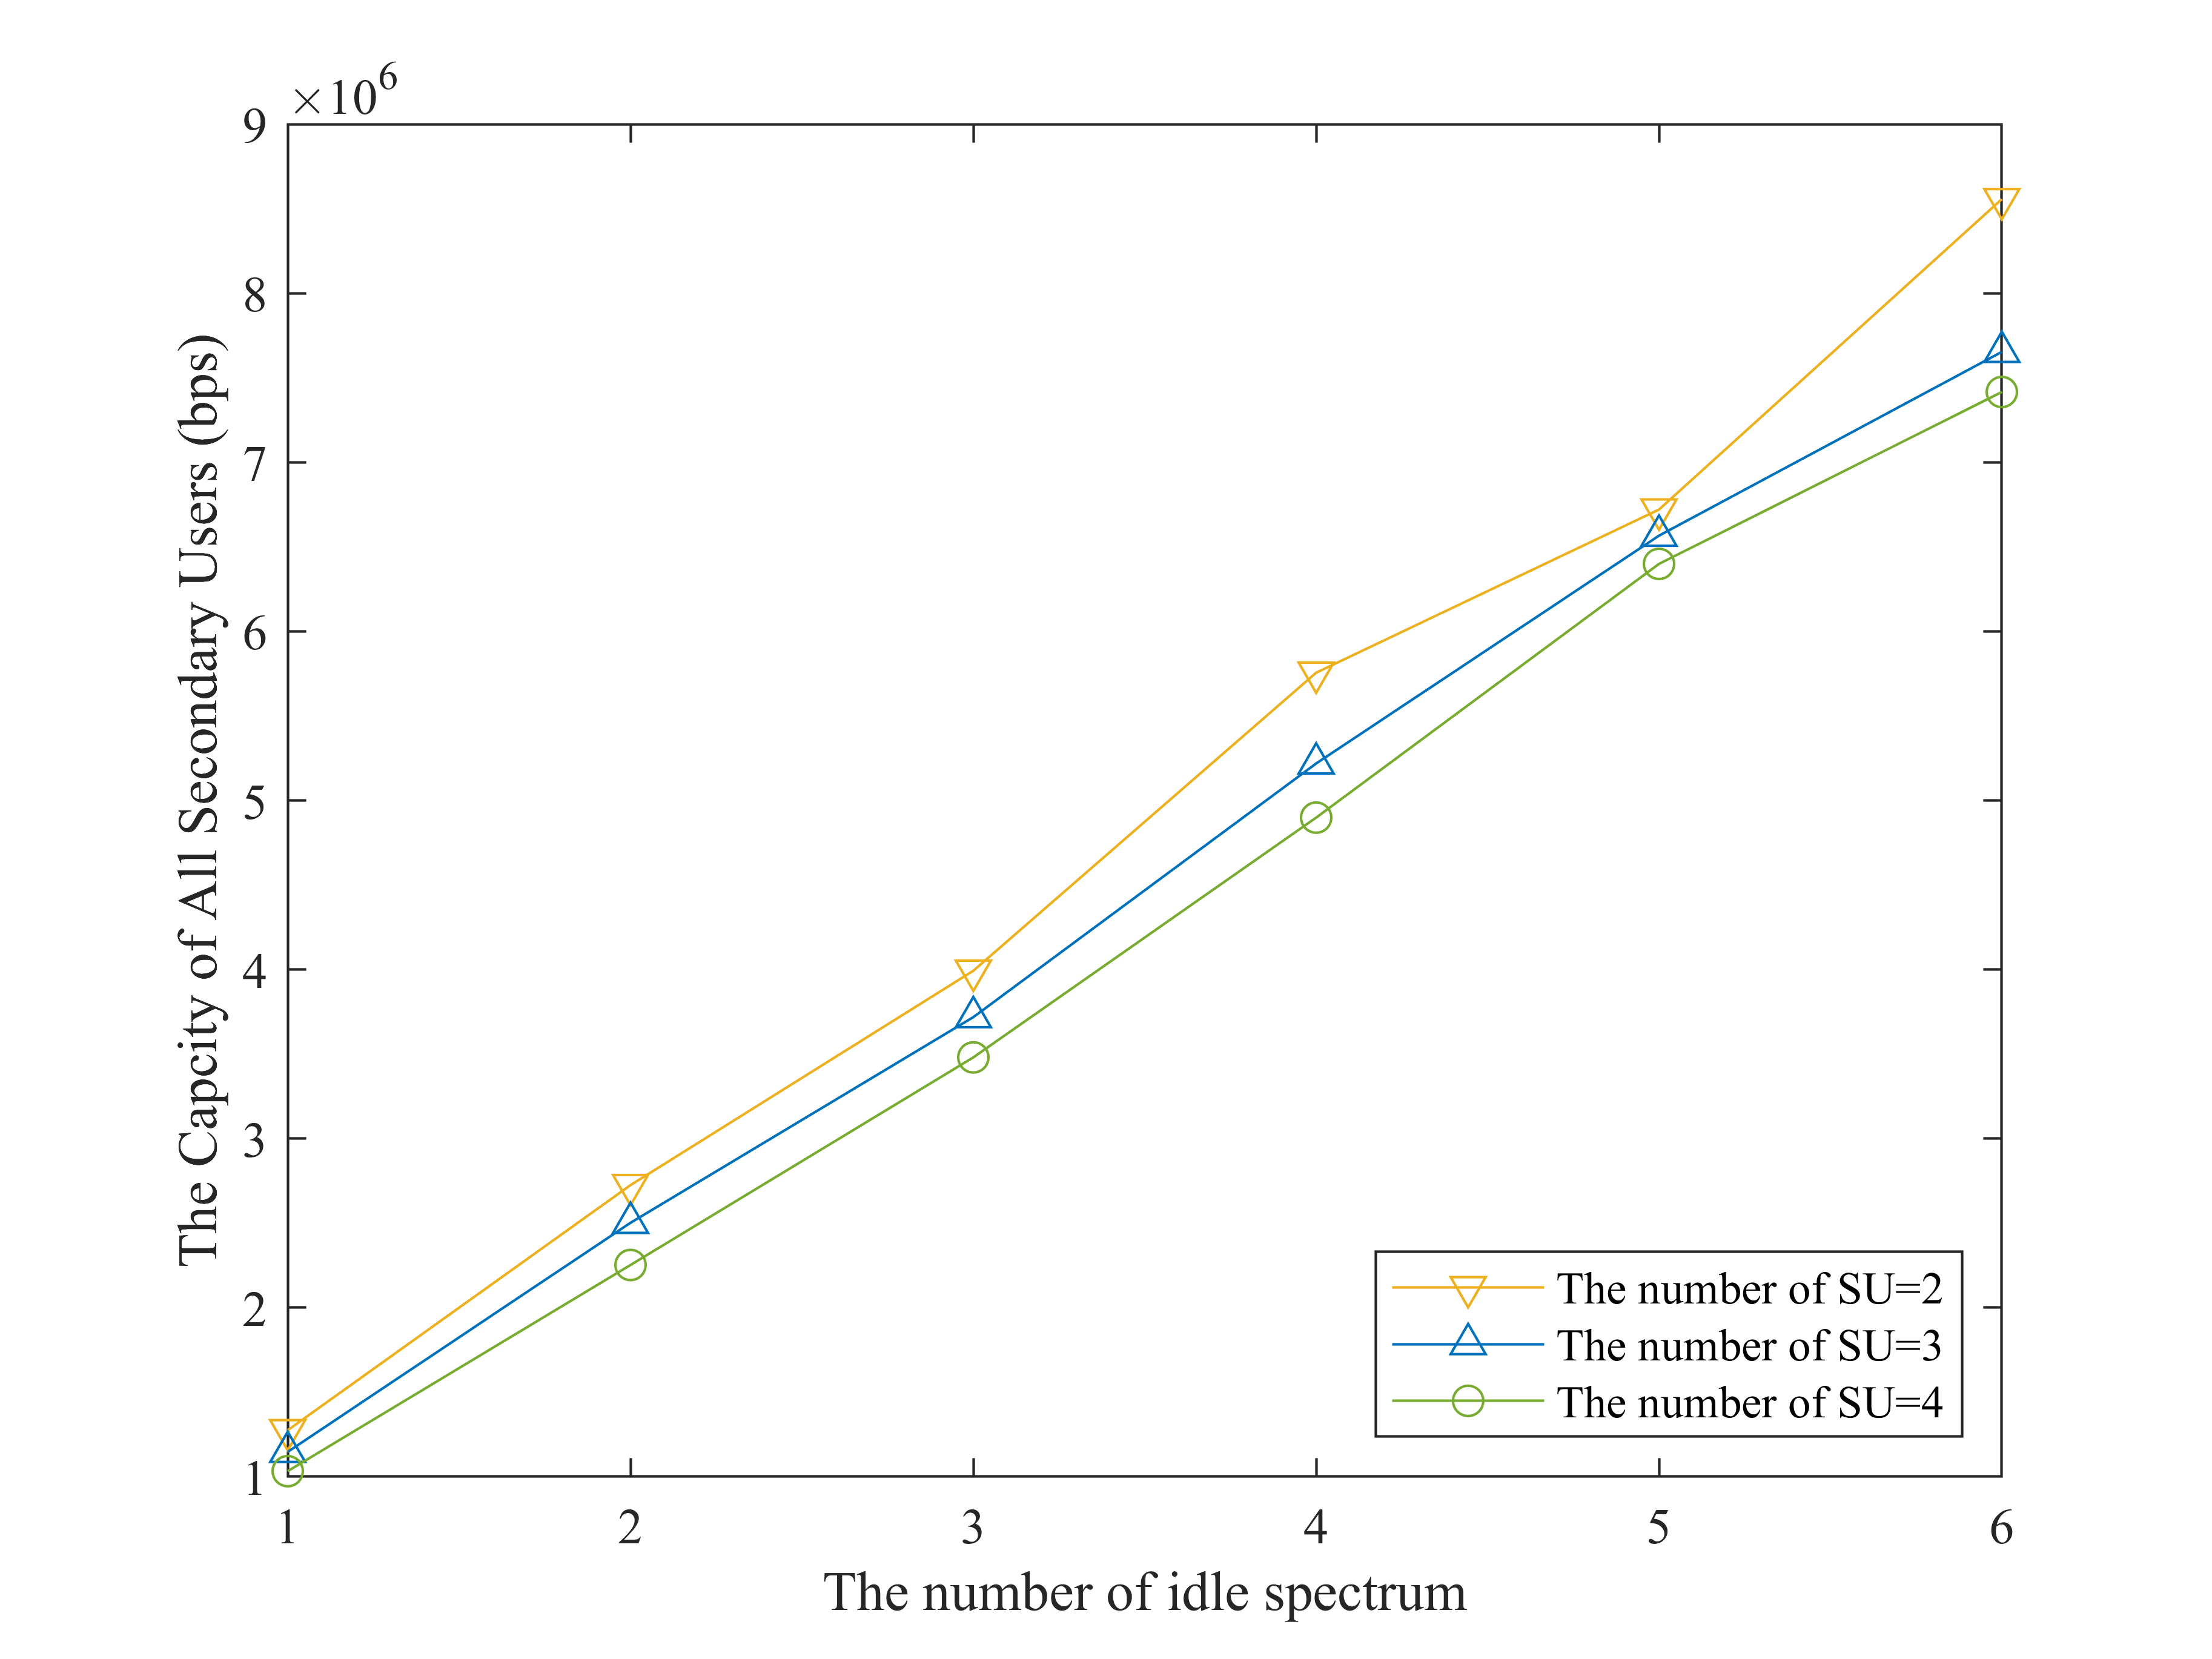 ×10^6
9
8
7
6
5
4
3
2
1
The Capcity of All Secondary Users (bps)
1 2 3 4 5 6
The number of idle spectrum
The number of SU=2
The number of SU=3
The number of SU=4